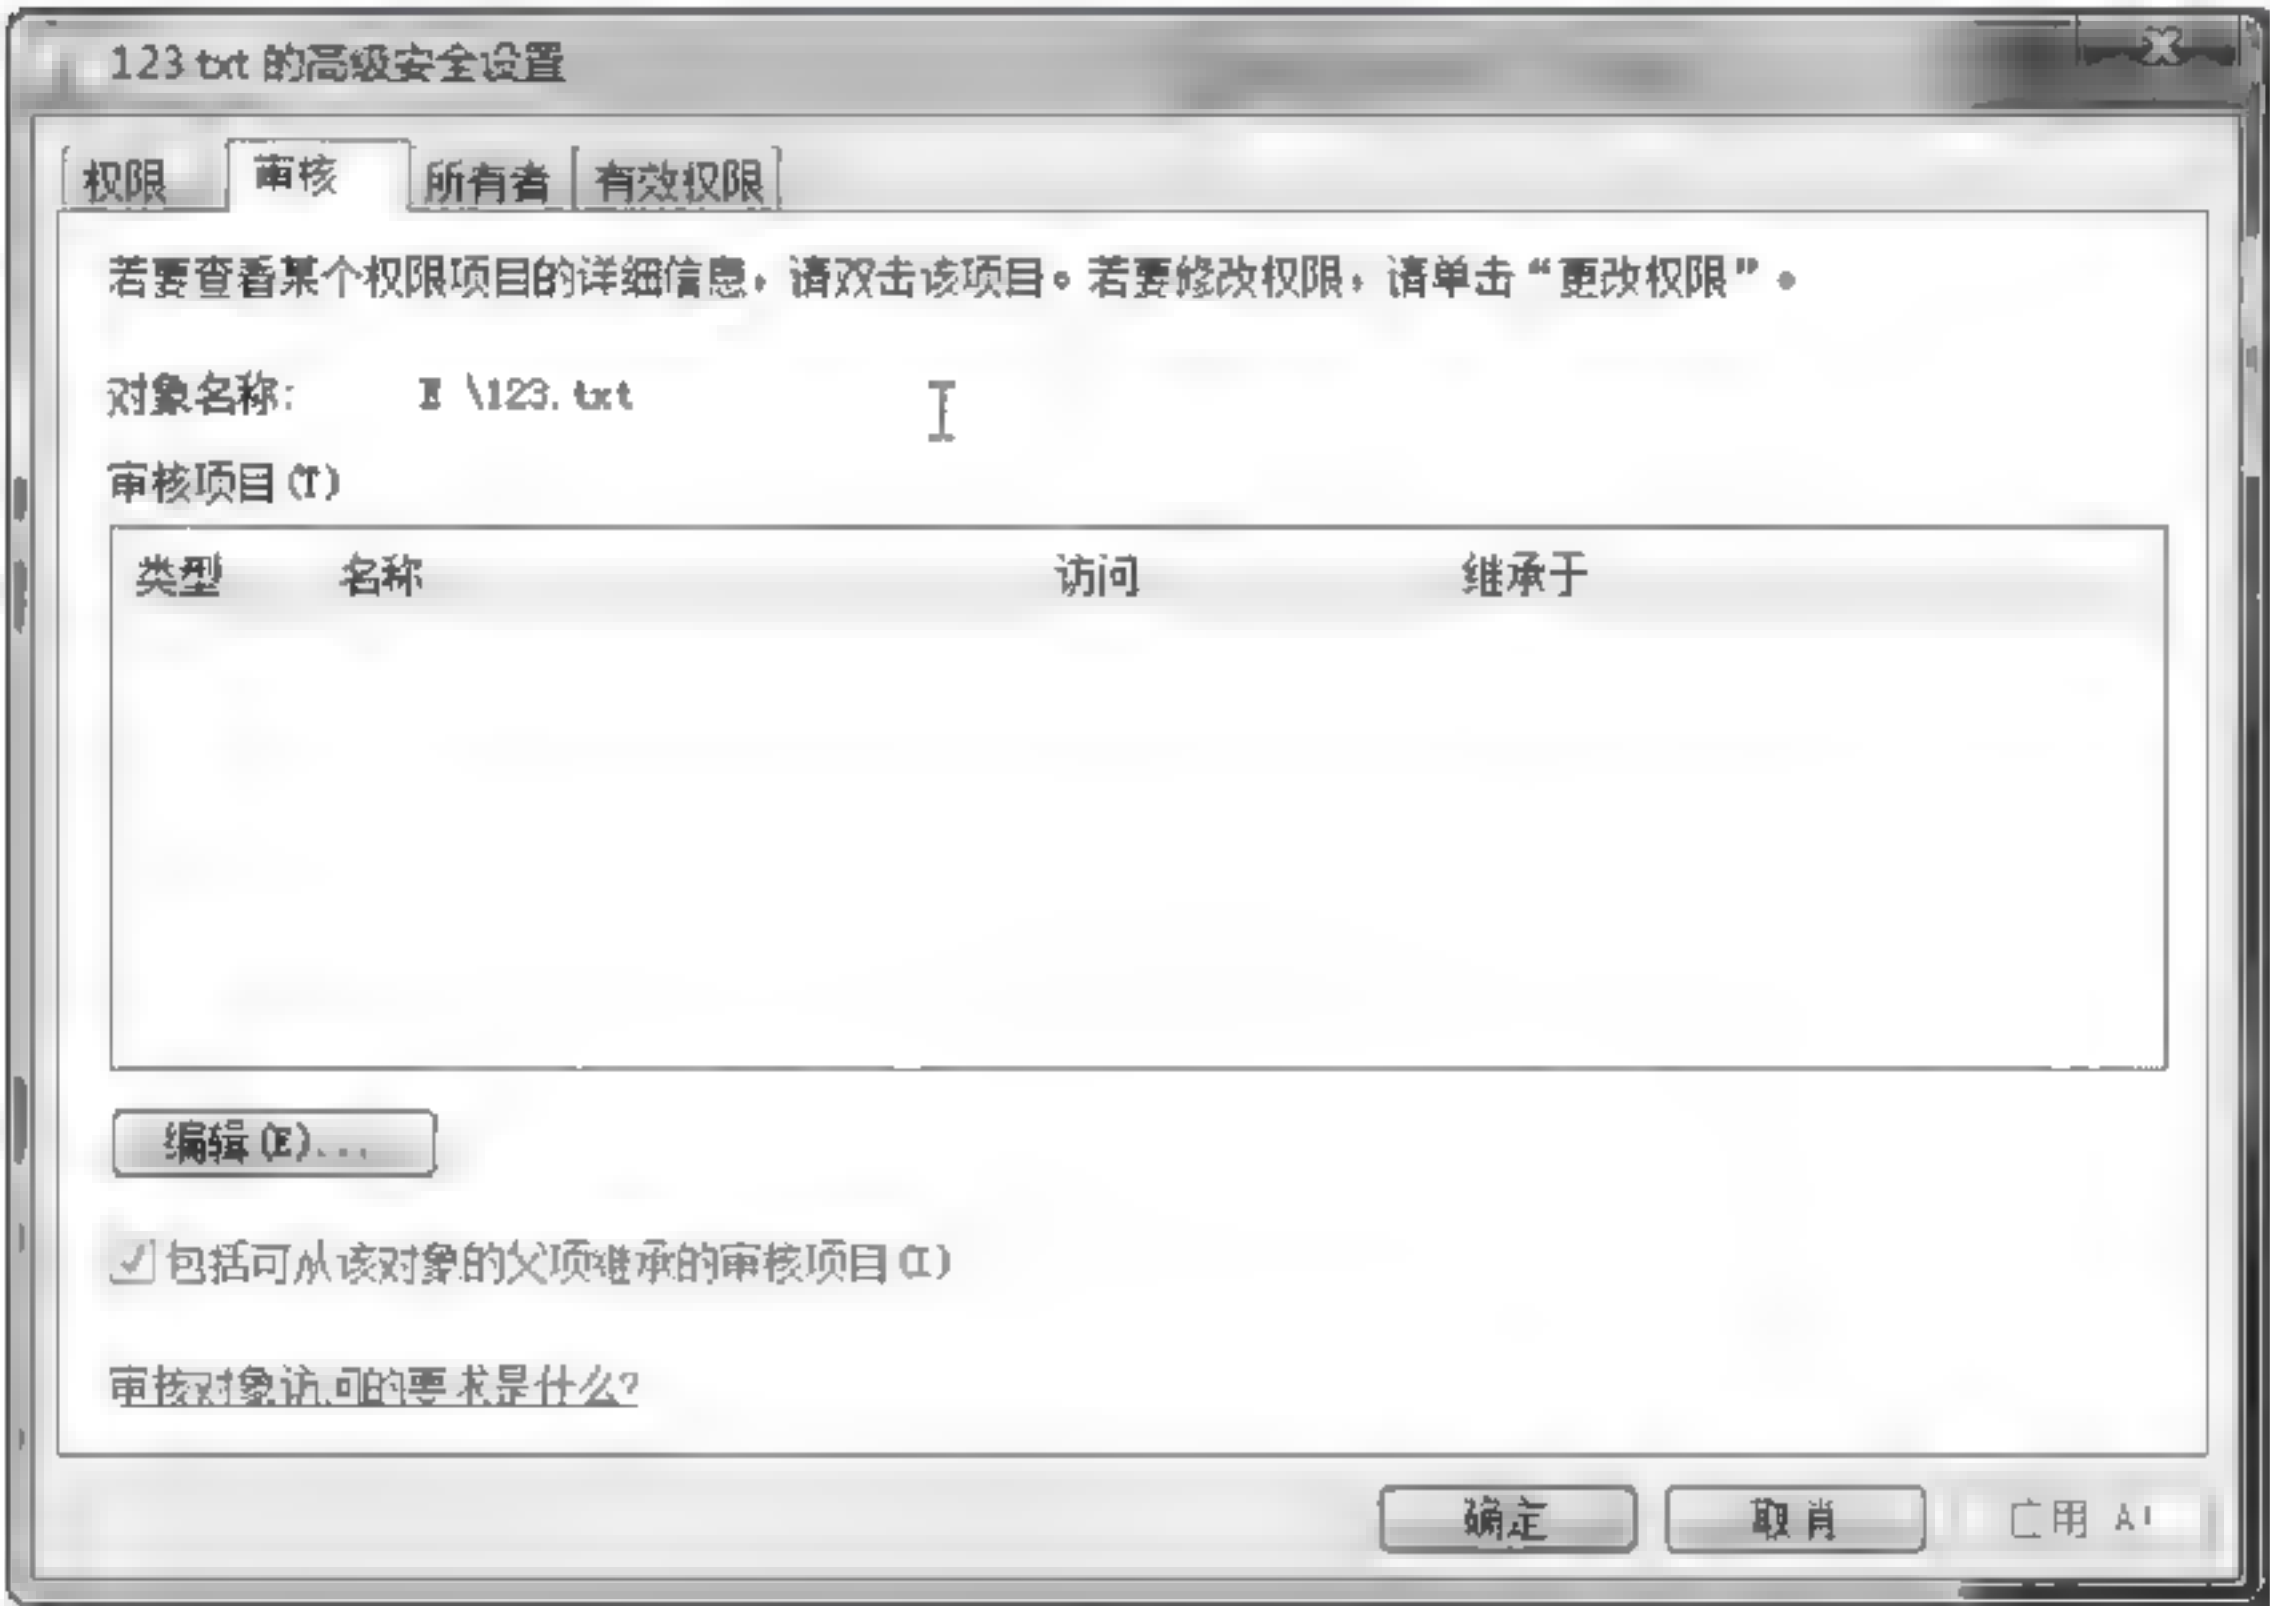 123 txt 的高级安全设置
权限 审核 所有者 有效权限
若要查看某个权限项目的详细信息，请双击该项目。若要修改权限，请单击“更改权限”。
对象名称: E \123.txt
审核项目(T)
类型 名称 访问 继承于
编辑(E)...
包括可从该对象的父项继承的审核项目(I)
审核对象访问的要求是什么?
确定 取消